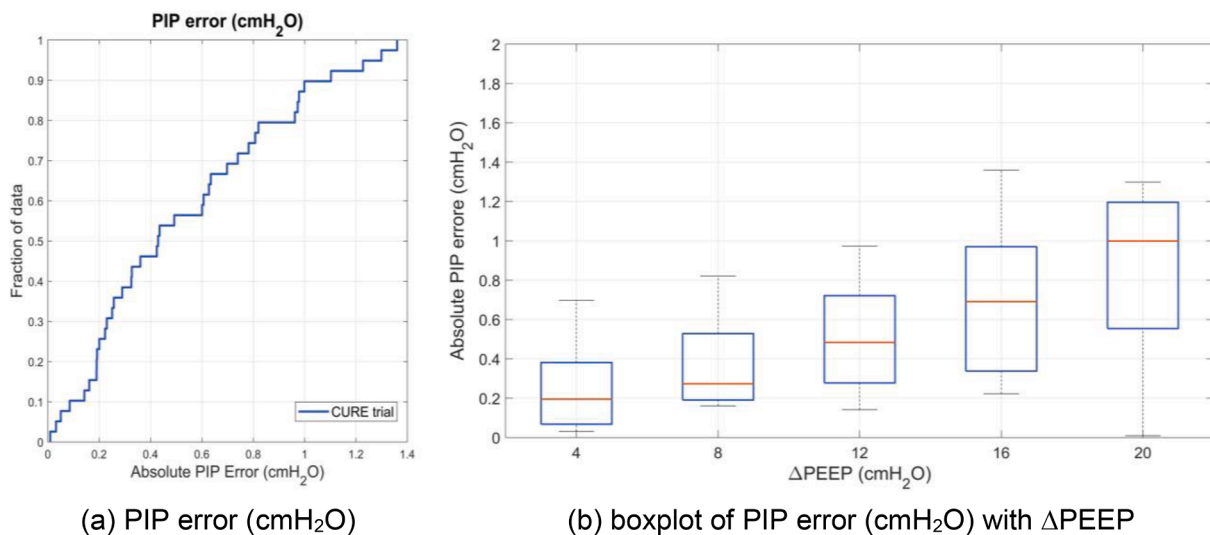 PIP error (cmH₂O)
1
0.9
0.8
0.7
0.6
0.5
0.4
0.3
0.2
0.1
0
Fraction of data
0 0.2 0.4 0.6 0.8 1 1.2 1.4
Absolute PIP Error (cmH₂O)
CURE trial
(a) PIP error (cmH₂O)
2
1.8
1.6
1.4
1.2
1
0.8
0.6
0.4
0.2
0
Absolute PIP errore (cmH₂O)
4 8 12 16 20
ΔPEEP (cmH₂O)
(b) boxplot of PIP error (cmH₂O) with ΔPEEP